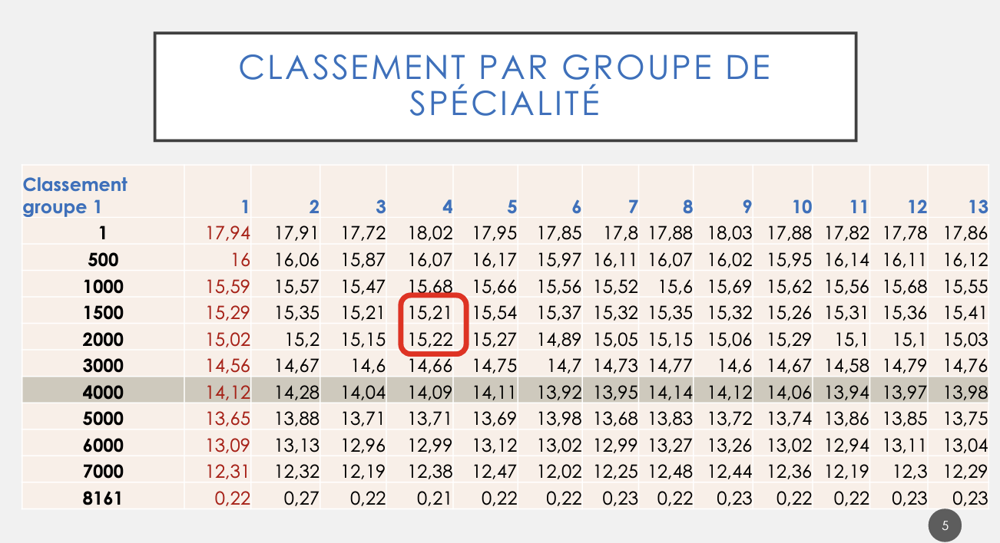 CLASSEMENT PAR GROUPE DE
SPÉCIALITÉ
Classement
groupe 1 1 2 3 4 5 6 7 8 9 10 11 12 13
1 17,94 17,91 17,72 18,02 17,95 17,85 17,8 17,88 18,03 17,88 17,82 17,78 17,86
500 16 16,06 15,87 16,07 16,17 15,97 16,11 16,07 16,02 15,95 16,14 16,11 16,12
1000 15,59 15,57 15,47 15,68 15,66 15,56 15,52 15,6 15,69 15,62 15,56 15,68 15,55
1500 15,29 15,35 15,21 15,21 15,54 15,37 15,32 15,35 15,32 15,26 15,31 15,36 15,41
2000 15,02 15,2 15,15 15,22 15,27 14,89 15,05 15,15 15,06 15,29 15,1 15,1 15,03
3000 14,56 14,67 14,6 14,66 14,75 14,7 14,73 14,77 14,6 14,67 14,58 14,79 14,76
4000 14,12 14,28 14,04 14,09 14,11 13,92 13,95 14,14 14,12 14,06 13,94 13,97 13,98
5000 13,65 13,88 13,71 13,71 13,69 13,98 13,68 13,83 13,72 13,74 13,86 13,85 13,75
6000 13,09 13,13 12,96 12,99 13,12 13,02 12,99 13,27 13,26 13,02 12,94 13,11 13,04
7000 12,31 12,32 12,19 12,38 12,47 12,02 12,25 12,48 12,44 12,36 12,19 12,3 12,29
8161 0,22 0,27 0,22 0,21 0,22 0,22 0,23 0,22 0,23 0,22 0,22 0,23 0,23
5